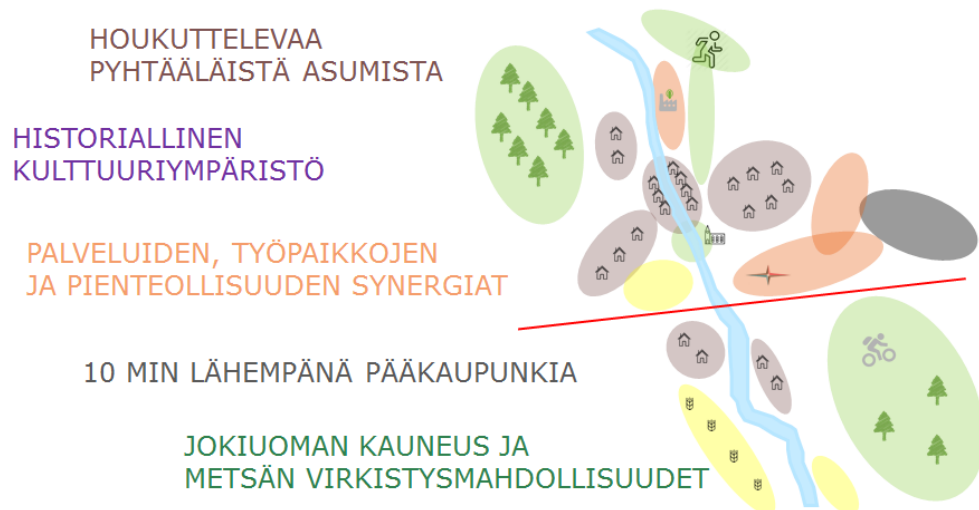 HOUKUTTELEVAA
PYHTÄÄLÄISTÄ ASUMISTA
HISTORIALLINEN
KULTTUURIYMPÄRISTÖ
PALVELUIDEN, TYÖPAIKKOJEN
JA PIENTEOLLISUUDEN SYNERGIAT
10 MIN LÄHEMPÄNÄ PÄÄKAUPUNKIA
JOKIUOMAN KAUNEUS JA
METSÄN VIRKISTYSMAHDOLLISUUDET